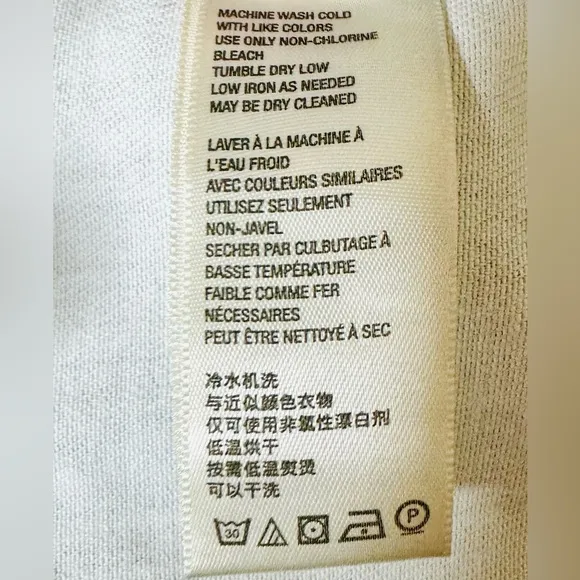 MACHINE WASH COLD
WITH LIKE COLORS
USE ONLY NON-CHLORINE
BLEACH
TUMBLE DRY LOW
LOW IRON AS NEEDED
MAY BE DRY CLEANED
LAVER À LA MACHINE À
L'EAU FROID
AVEC COULEURS SIMILAIRES
UTILISEZ SEULEMENT
NON-JAVEL
SECHER PAR CULBUTAGE À
BASSE TEMPÉRATURE
FAIBLE COMME FER
NÉCESSAIRES
PEUT ÊTRE NETTOYÉ À SEC
冷水机洗
与近似颜色衣物
仅可使用非氯性漂白剂
低温烘干
按需低温熨烫
可以干洗
30 P